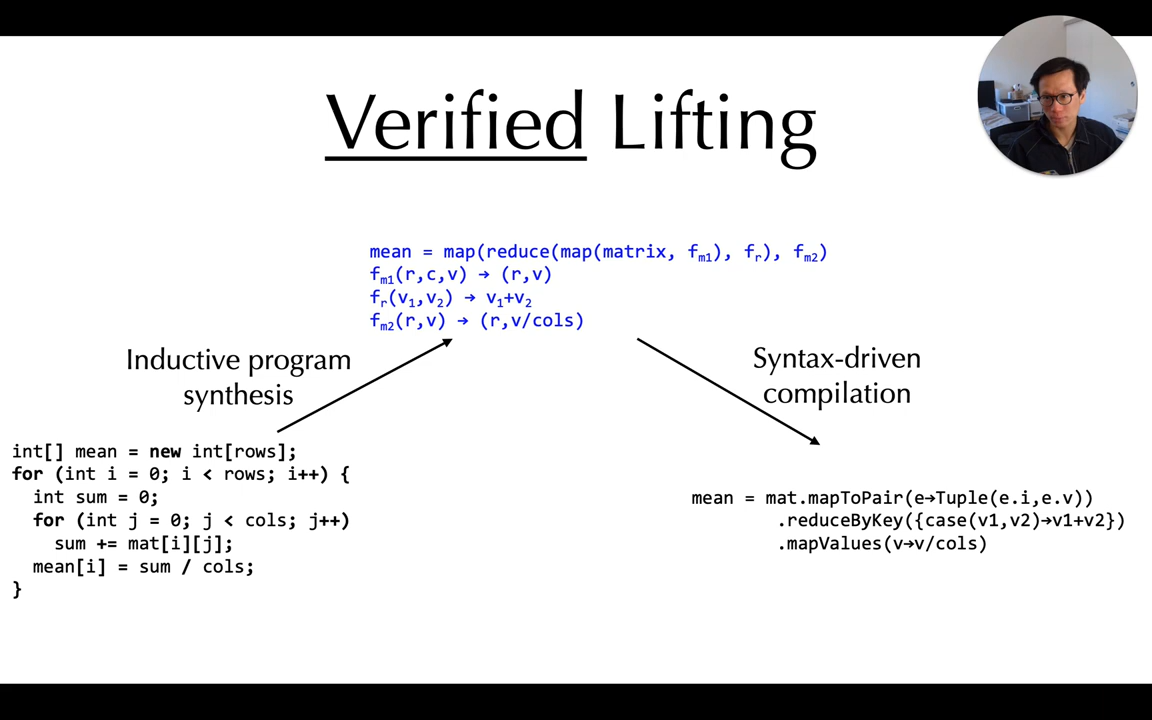 Verified Lifting
mean = map(reduce(map(matrix, fm1), fr), fm2)
fm1(r,c,v) → (r,v)
fr(v1,v2) → v1+v2
fm2(r,v) → (r,v/cols)
Inductive program
synthesis
Syntax-driven
compilation
int[] mean = new int[rows];
for (int i = 0; i < rows; i++) {
  int sum = 0;
  for (int j = 0; j < cols; j++)
    sum += mat[i][j];
  mean[i] = sum / cols;
}
mean = mat.mapToPair(e→Tuple(e.i,e.v))
        .reduceByKey({case(v1,v2)→v1+v2})
        .mapValues(v→v/cols)